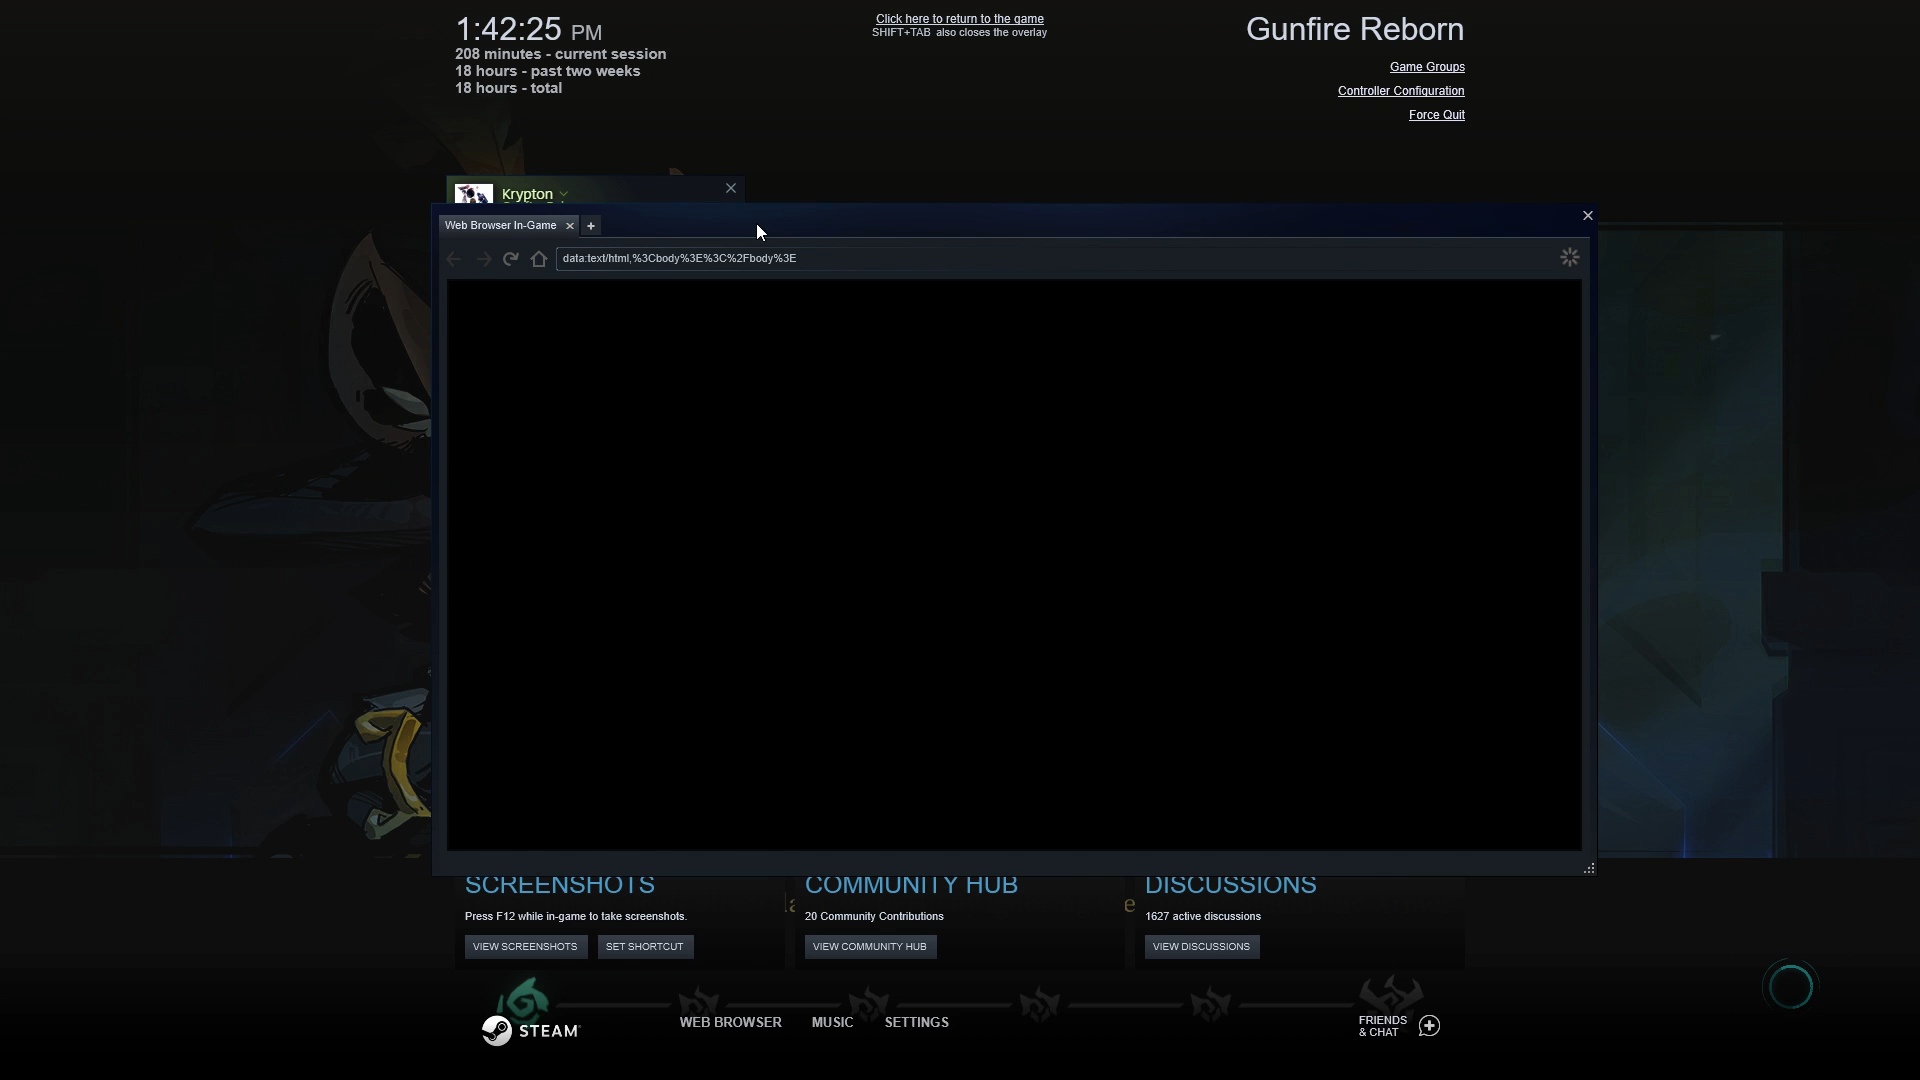 1:42:25 PM
208 minutes - current session
18 hours - past two weeks
18 hours - total
Click here to return to the game
SHIFT+TAB also closes the overlay
Gunfire Reborn
Game Groups
Controller Configuration
Force Quit
Krypton
Web Browser In-Game
data:text/html,%3Cbody%3E%3C%2Fbody%3E
SCREENSHOTS
Press F12 while in-game to take screenshots.
VIEW SCREENSHOTS SET SHORTCUT
COMMUNITY HUB
20 Community Contributions
VIEW COMMUNITY HUB
DISCUSSIONS
1627 active discussions
VIEW DISCUSSIONS
STEAM
WEB BROWSER MUSIC SETTINGS
FRIENDS
& CHAT